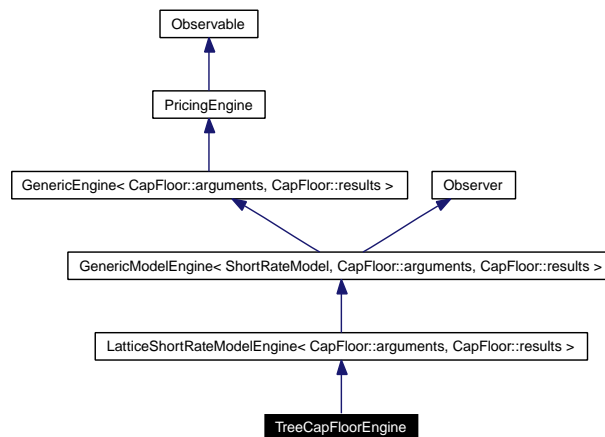 Observable
PricingEngine
GenericEngine< CapFloor::arguments, CapFloor::results >
Observer
GenericModelEngine< ShortRateModel, CapFloor::arguments, CapFloor::results >
LatticeShortRateModelEngine< CapFloor::arguments, CapFloor::results >
TreeCapFloorEngine